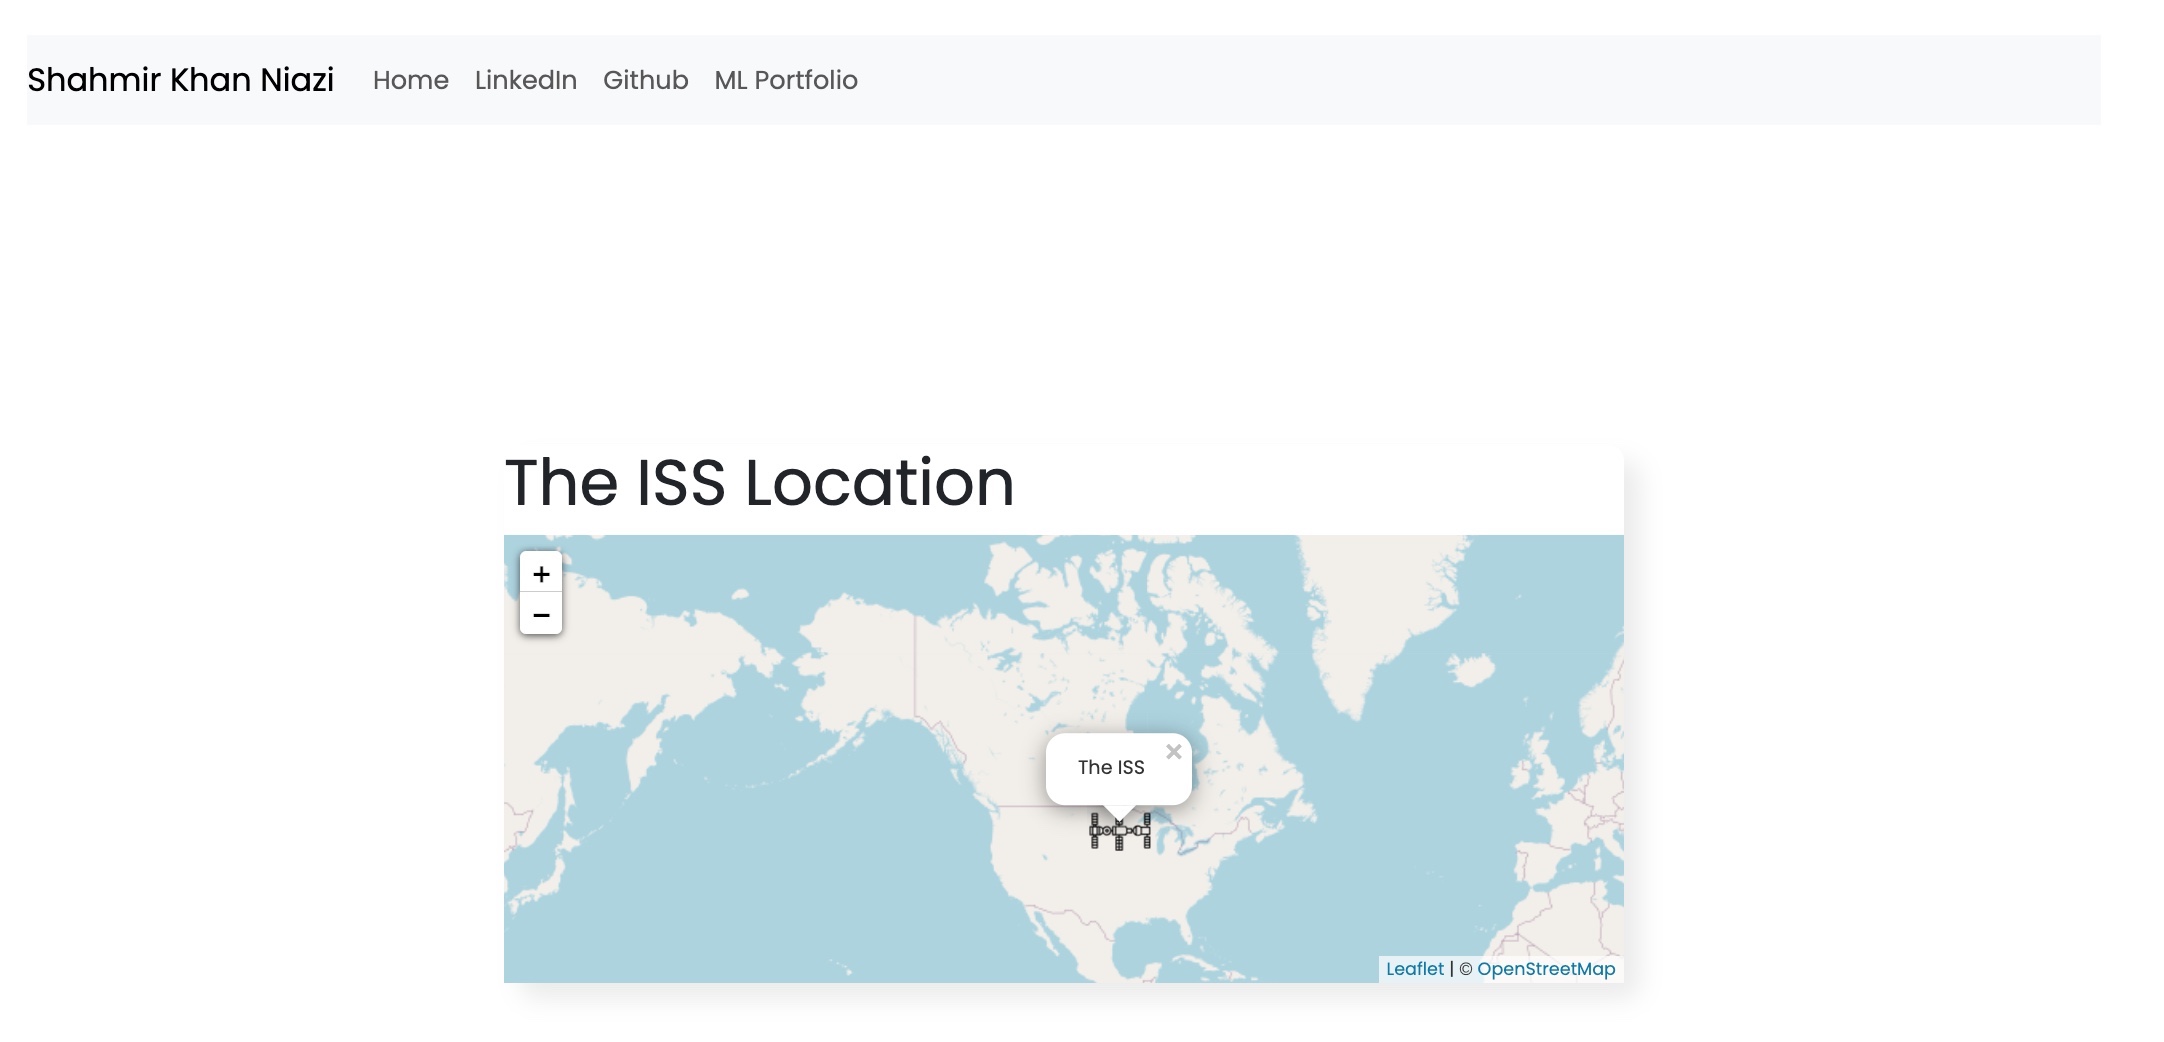 Shahmir Khan Niazi Home LinkedIn Github ML Portfolio
The ISS Location
+
−
The ISS ×
Leaflet | © OpenStreetMap